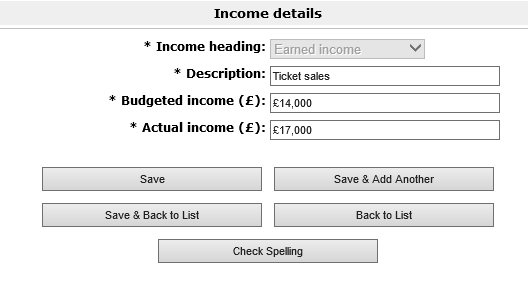 Income details
* Income heading: Earned income
* Description: Ticket sales
* Budgeted income (£): £14,000
* Actual income (£): £17,000
Save Save & Add Another
Save & Back to List Back to List
Check Spelling